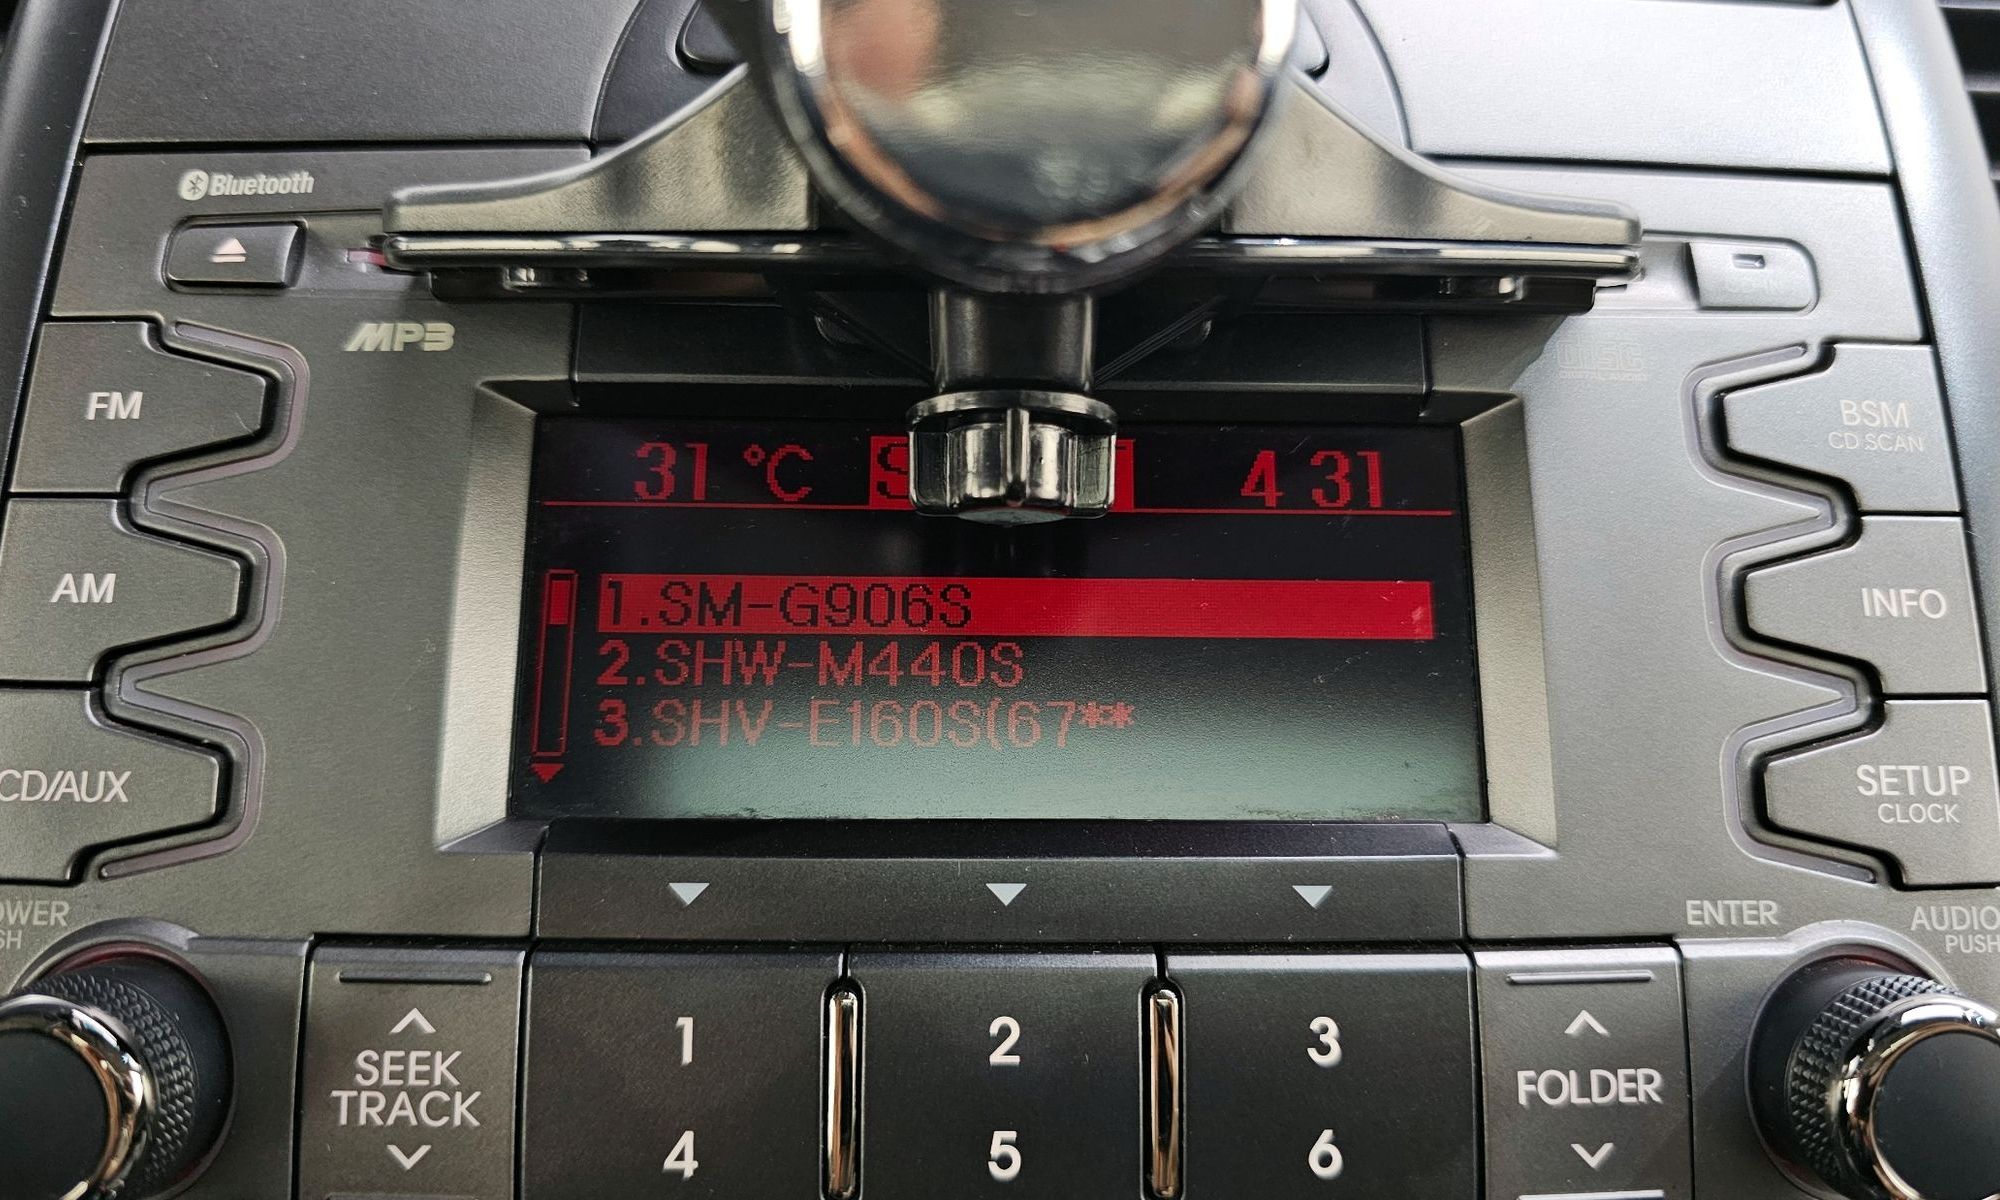 Bluetooth
MP3
DISC
FM
AM
CD/AUX
BSM
CD SCAN
INFO
SETUP
CLOCK
31 °C
4 31
1.SM-G906S
2.SHW-M440S
3.SHV-E160S(67**
ENTER
AUDIO
PUSH
SEEK
TRACK
1
2
3
4
5
6
FOLDER